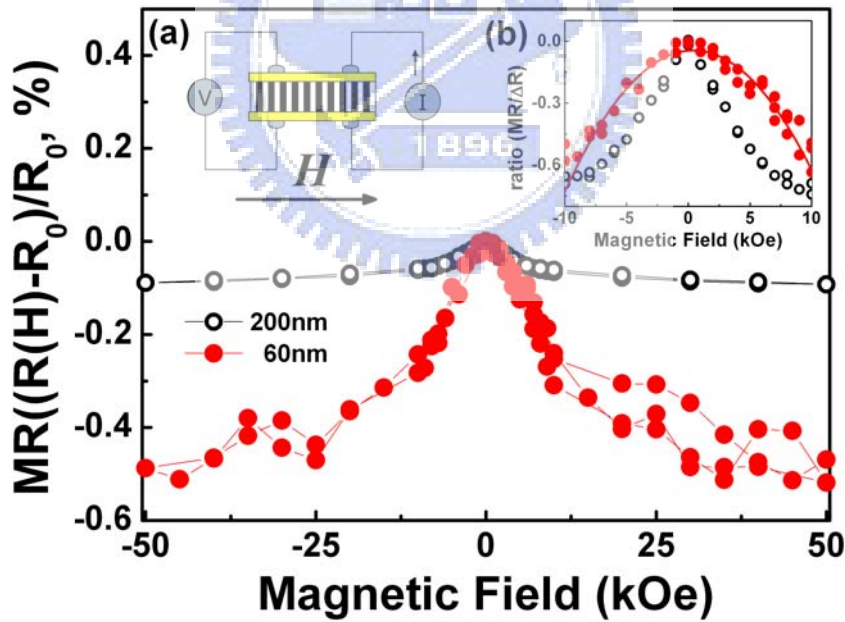 (a)
(b)
V
I
H
1896
MR((R(H)-R0)/R0, %)
0.4
0.2
0.0
-0.2
-0.4
-0.6
-50
-25
0
25
50
Magnetic Field (kOe)
200nm
60nm
ratio (MR/ΔR)
0.0
-0.3
-0.6
-10
-5
0
5
10
Magnetic Field (kOe)